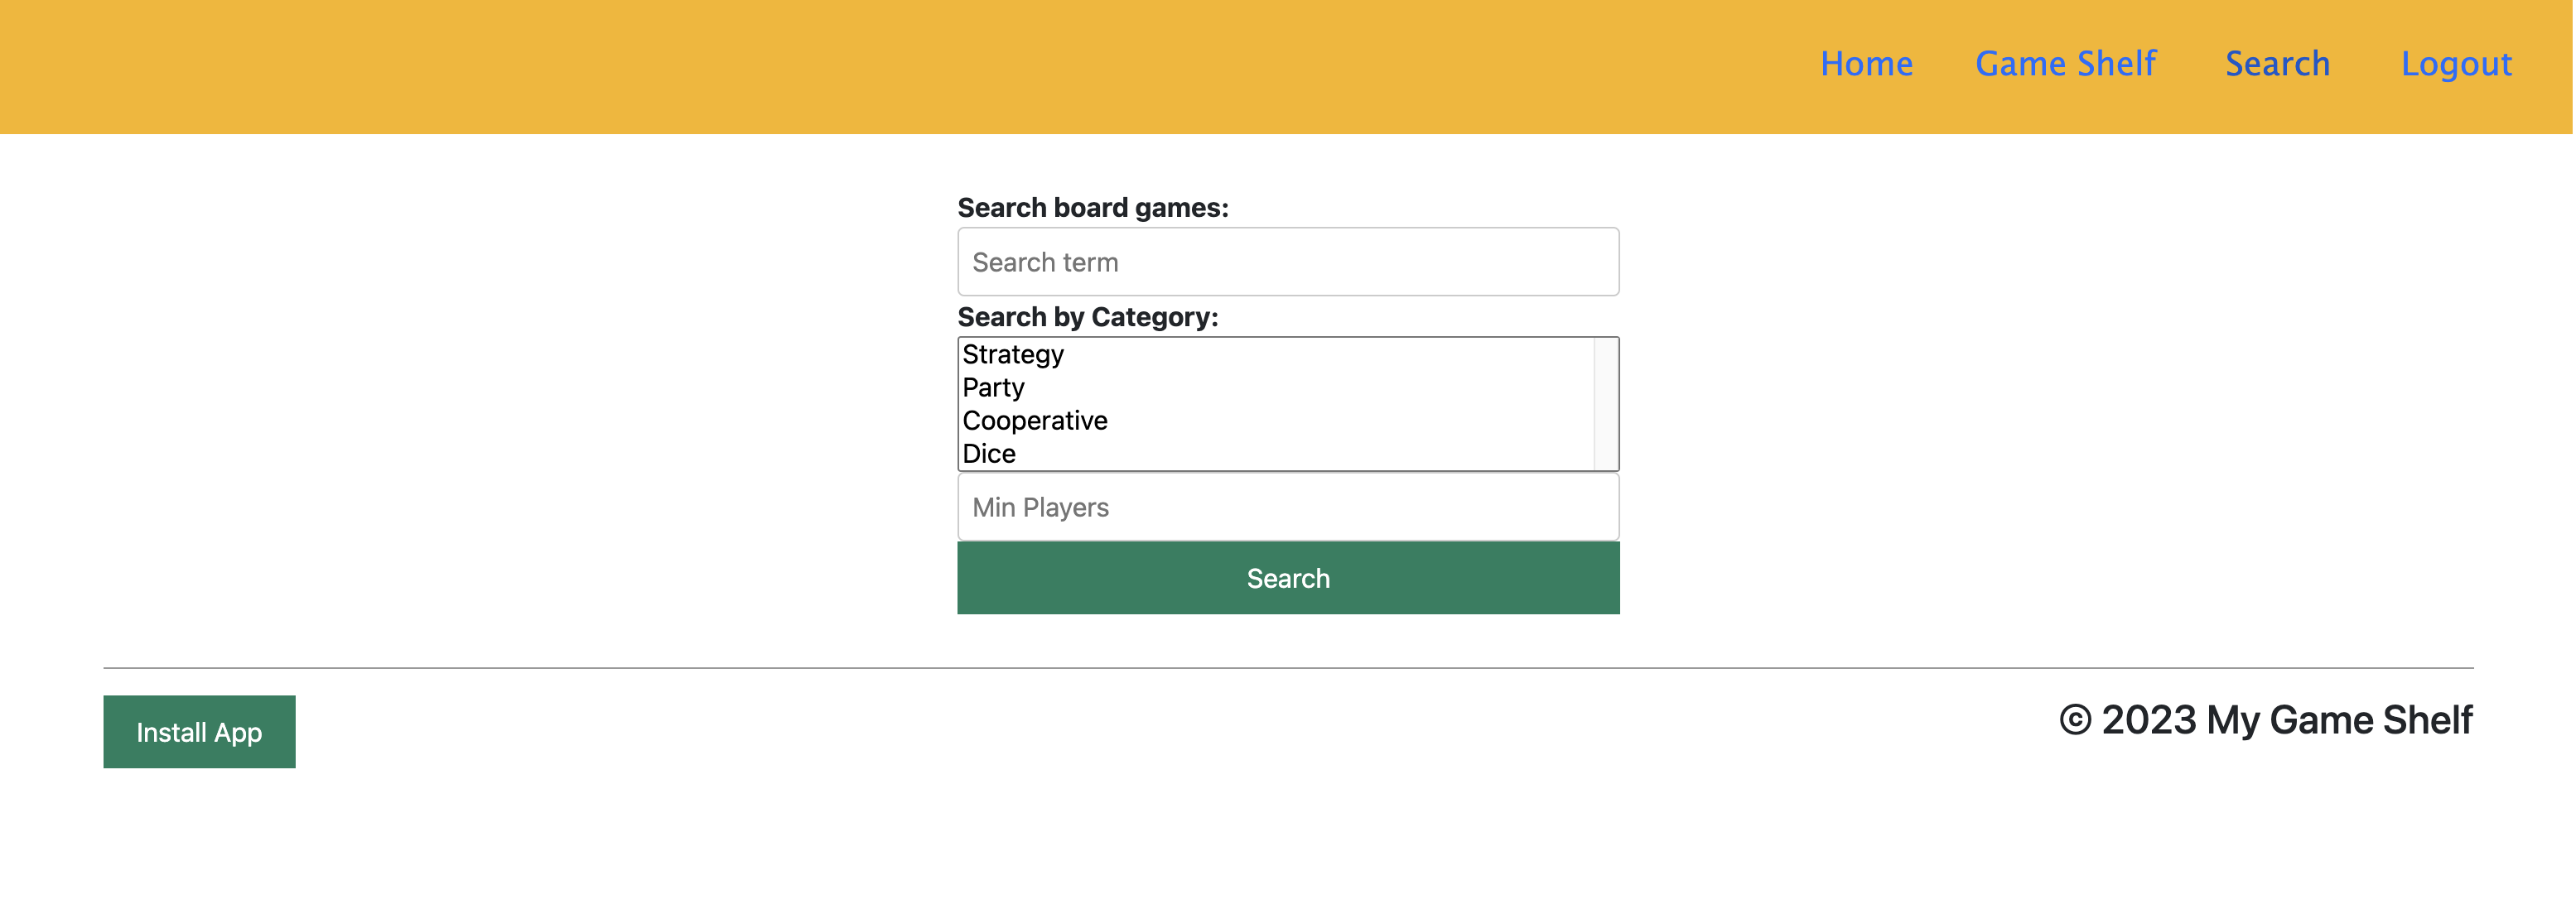 Home Game Shelf Search Logout
Search board games:
Search term
Search by Category:
Strategy
Party
Cooperative
Dice
Min Players
Search
Install App
© 2023 My Game Shelf